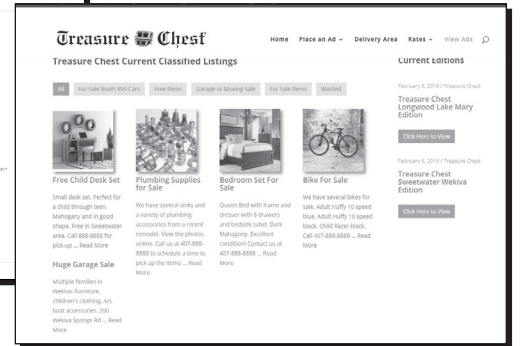 Treasure Chest
Home Place an Ad Delivery Area Rates View Ads
Treasure Chest Current Classified Listings
All
For Sale Boats RVs Cars
Free Items
Garage or Moving Sale
For Sale Items
Wanted
Free Child Desk Set
Small desk set. Perfect for
a child through teen.
Mahogany and in good
shape. Free in Sweetwater
area. Call 888-8888 for
pick-up ... Read More
Huge Garage Sale
Multiple families in
Wekiva. Furniture,
children's clothing, Art,
boat accessories. 200
Wekiva Springs Rd ... Read
More
Plumbing Supplies
for Sale
We have several sinks and
a variety of plumbing
accessories from a recent
remodel. View the photos
online. Call us at 407-888-
8888 to schedule a time to
pick up the items ... Read
More
Bedroom Set For
Sale
Queen Bed with frame and
dresser with 6 drawers
and bedside tabel. Dark
Mahogony. Excellent
condition! Contact us at
407-888-8888 ... Read
More
Bike For Sale
We have several bikes for
sale. Adult Huffy 10 speed
blue. Adult Huffy 10 speed
black. Child Racer black.
Call 407-888-8888 ... Read
More
Current Editions
February 6, 2019 / Treasure Chest
Treasure Chest
Longwood Lake Mary
Edition
Click Here to View
February 6, 2019 / Treasure Chest
Treasure Chest
Sweetwater Wekiva
Edition
Click Here to View